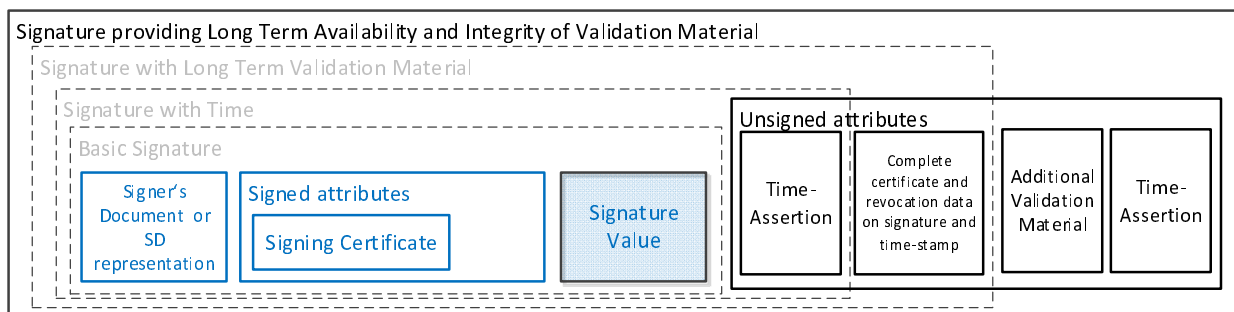 Signature providing Long Term Availability and Integrity of Validation Material
Signature with Long Term Validation Material
Signature with Time
Basic Signature
Signer‘s
Document or
SD
representation
Signed attributes
Signing Certificate
Signature
Value
Unsigned attributes
Time-
Assertion
Complete
certificate and
revocation data
on signature and
time-stamp
Additional
Validation
Material
Time-
Assertion